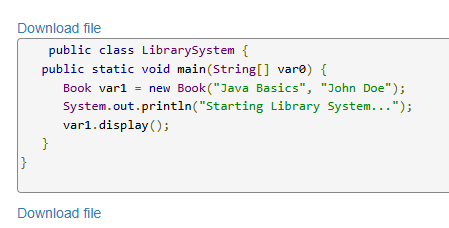 Download file
public class LibrarySystem {
public static void main(String[] var0) {
Book var1 = new Book("Java Basics", "John Doe");
System.out.println("Starting Library System...");
var1.display();
}
}
Download file